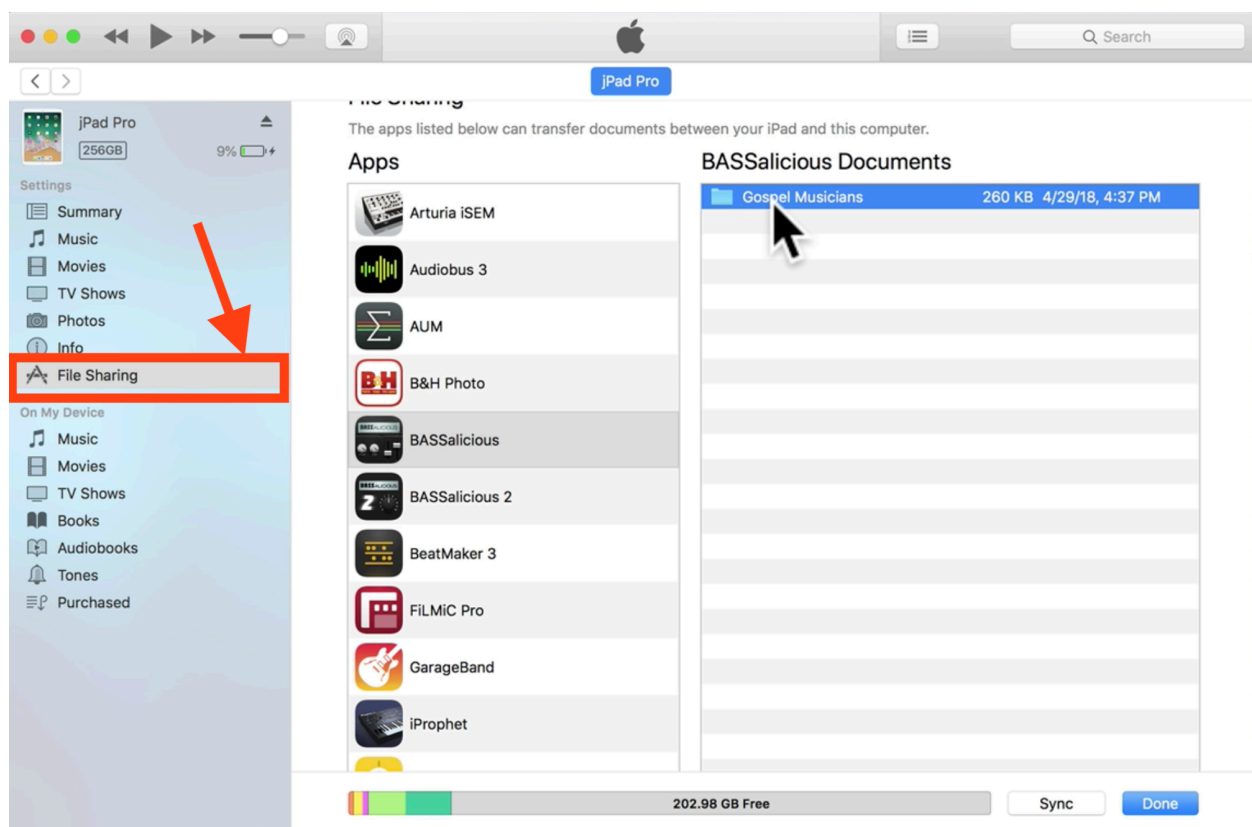 Search
jPad Pro
jPad Pro
256GB
9%
Settings
Summary
Music
Movies
TV Shows
Photos
Info
File Sharing
On My Device
Music
Movies
TV Shows
Books
Audiobooks
Tones
Purchased
File Sharing
The apps listed below can transfer documents between your iPad and this computer.
Apps
Arturia iSEM
Audiobus 3
AUM
B&H
B&H Photo
BASSalicious
2
BASSalicious 2
BeatMaker 3
FiLMiC Pro
GarageBand
iProphet
BASSalicious Documents
Gospel Musicians 260 KB 4/29/18, 4:37 PM
202.98 GB Free
Sync
Done